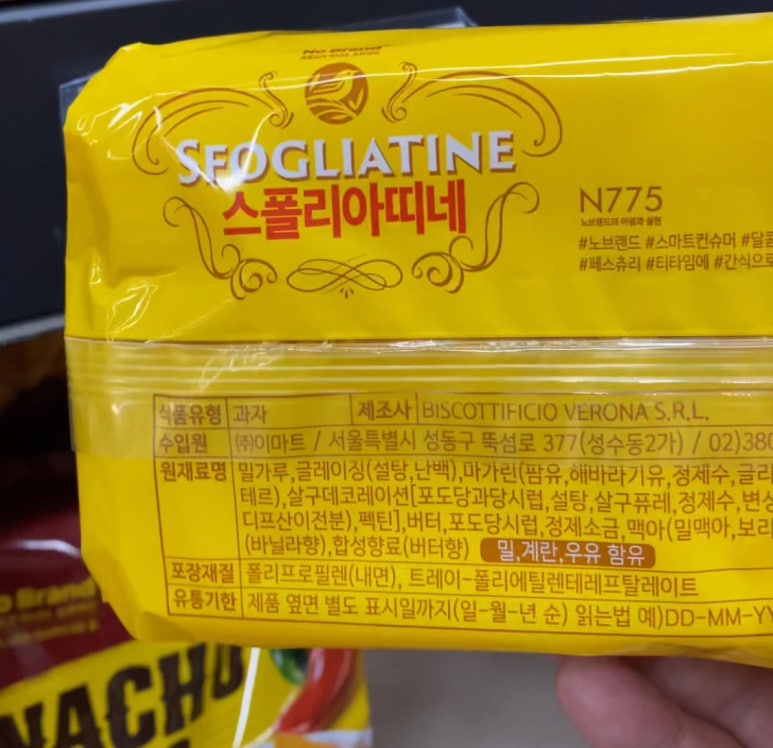 No Brand
SFOGLIATINE
스폴리아띠네
N775
노브랜드의 이념과 실천
#노브랜드 #스마트컨슈머 #달콤
#페스츄리 #티타임에 #간식으로
식품유형 과자 제조사 BISCOTTIFICIO VERONA S.R.L.
수입원 ㈜이마트 / 서울특별시 성동구 뚝섬로 377(성수동2가) / 02)380
원재료명 밀가루,글레이징(설탕,난백),마가린(팜유,해바라기유,정제수,글리
테르),살구데코레이션[포도당과당시럽,설탕,살구퓨레,정제수,변성
디프산이전분),펙틴],버터,포도당시럽,정제소금,맥아(밀맥아,보리
(바닐라향),합성향료(버터향) 밀,계란,우유 함유
포장재질 폴리프로필렌(내면), 트레이-폴리에틸렌테레프탈레이트
유통기한 제품 옆면 별도 표시일까지(일-월-년 순) 읽는법 예)DD-MM-YY
o Brand
NACHO